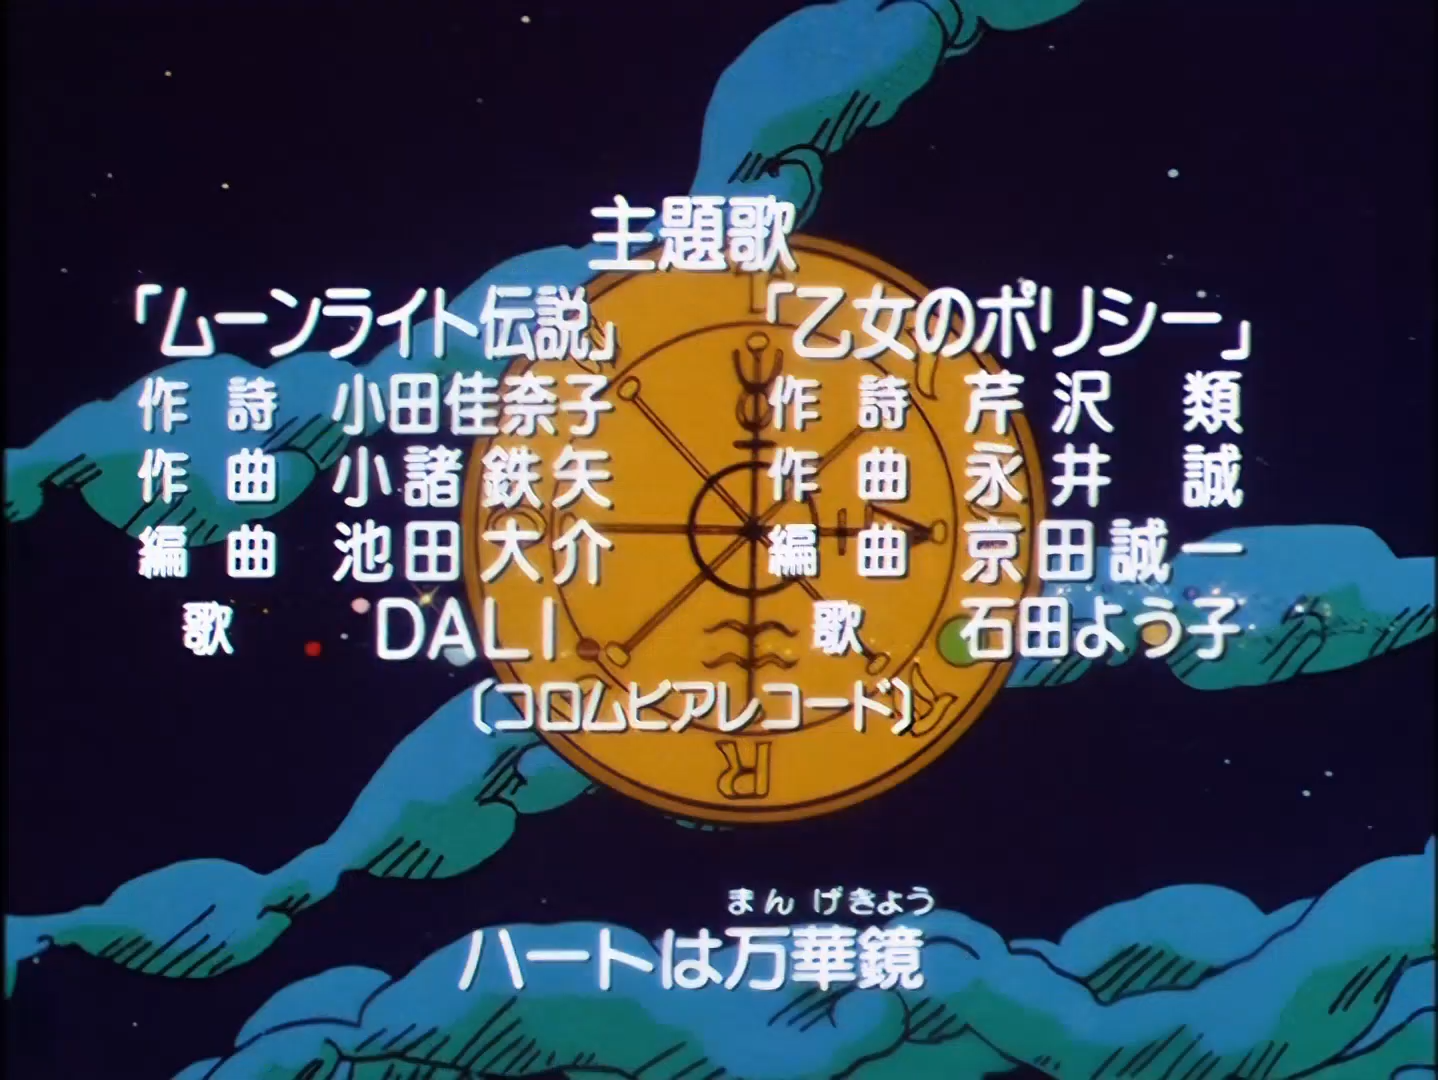 主題歌
「ムーンライト伝説」
作詩 小田佳奈子
作曲 小諸鉄矢
編曲 池田大介
歌 DALI
「乙女のポリシー」
作詩 芹沢類
作曲 永井誠
編曲 京田誠一
歌 石田よう子
(コロムビアレコード)
まんげきょう
ハートは万華鏡